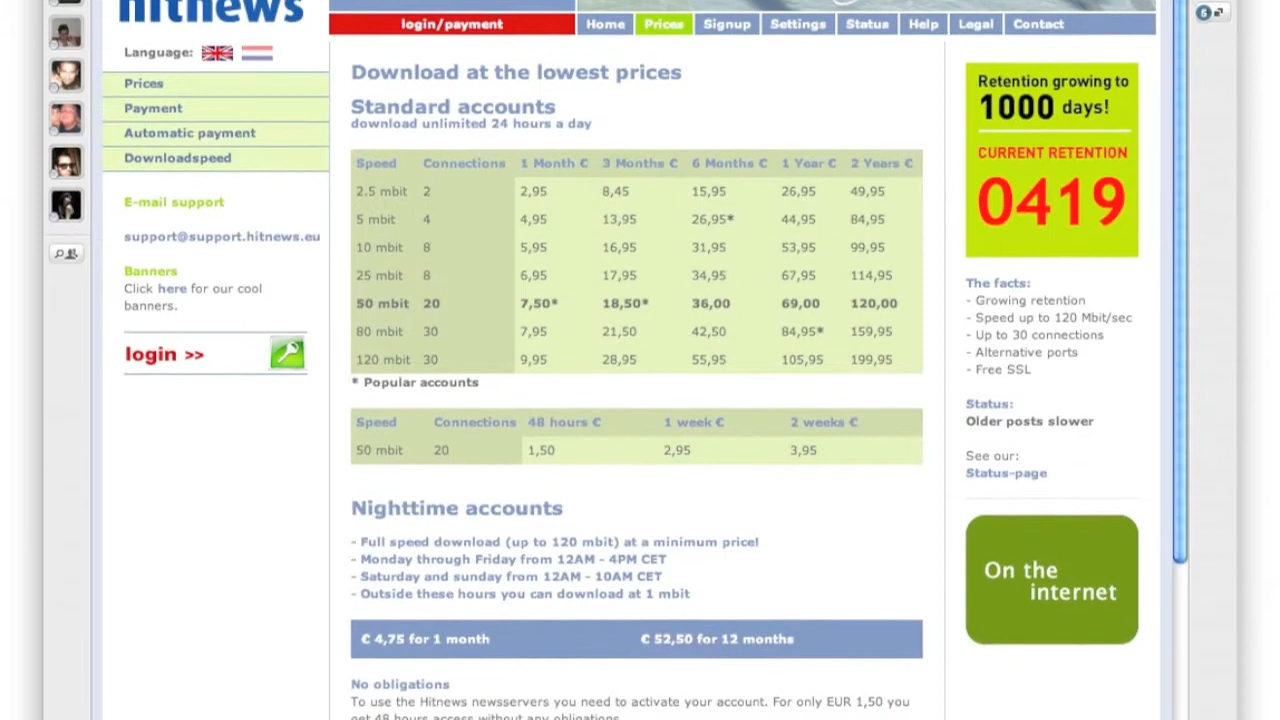 hitnews
login/payment Home Prices Signup Settings Status Help Legal Contact
Language:
Prices
Payment
Automatic payment
Downloadspeed
E-mail support
support@support.hitnews.eu
Banners
Click here for our cool
banners.
login >>
Download at the lowest prices
Standard accounts
download unlimited 24 hours a day
Speed Connections 1 Month € 3 Months € 6 Months € 1 Year € 2 Years €
2.5 mbit 2 2,95 8,45 15,95 26,95 49,95
5 mbit 4 4,95 13,95 26,95* 44,95 84,95
10 mbit 8 5,95 16,95 31,95 53,95 99,95
25 mbit 8 6,95 17,95 34,95 67,95 114,95
50 mbit 20 7,50* 18,50* 36,00 69,00 120,00
80 mbit 30 7,95 21,50 42,50 84,95* 159,95
120 mbit 30 9,95 28,95 55,95 105,95 199,95
* Popular accounts
Speed Connections 48 hours € 1 week € 2 weeks €
50 mbit 20 1,50 2,95 3,95
Nighttime accounts
- Full speed download (up to 120 mbit) at a minimum price!
- Monday through Friday from 12AM - 4PM CET
- Saturday and sunday from 12AM - 10AM CET
- Outside these hours you can download at 1 mbit
€ 4,75 for 1 month € 52,50 for 12 months
No obligations
To use the Hitnews newsservers you need to activate your account. For only EUR 1,50 you
get 48 hours access without any obligations.
Retention growing to
1000 days!
CURRENT RETENTION
0419
The facts:
- Growing retention
- Speed up to 120 Mbit/sec
- Up to 30 connections
- Alternative ports
- Free SSL
Status:
Older posts slower
See our:
Status-page
On the
internet
5